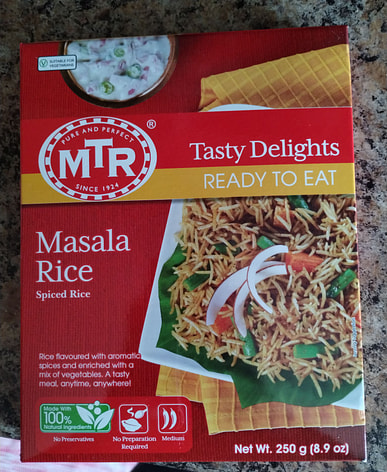 SUITABLE FOR
VEGETARIANS
PURE AND PERFECT
MTR
®
SINCE 1924
Tasty Delights
READY TO EAT
Masala
Rice
Spiced Rice
Rice flavoured with aromatic
spices and enriched with a
mix of vegetables. A tasty
meal, anytime, anywhere!
Made With
100%
Natural Ingredients
No Preservatives
No Preparation
Required
Medium
Net Wt. 250 g (8.9 oz)